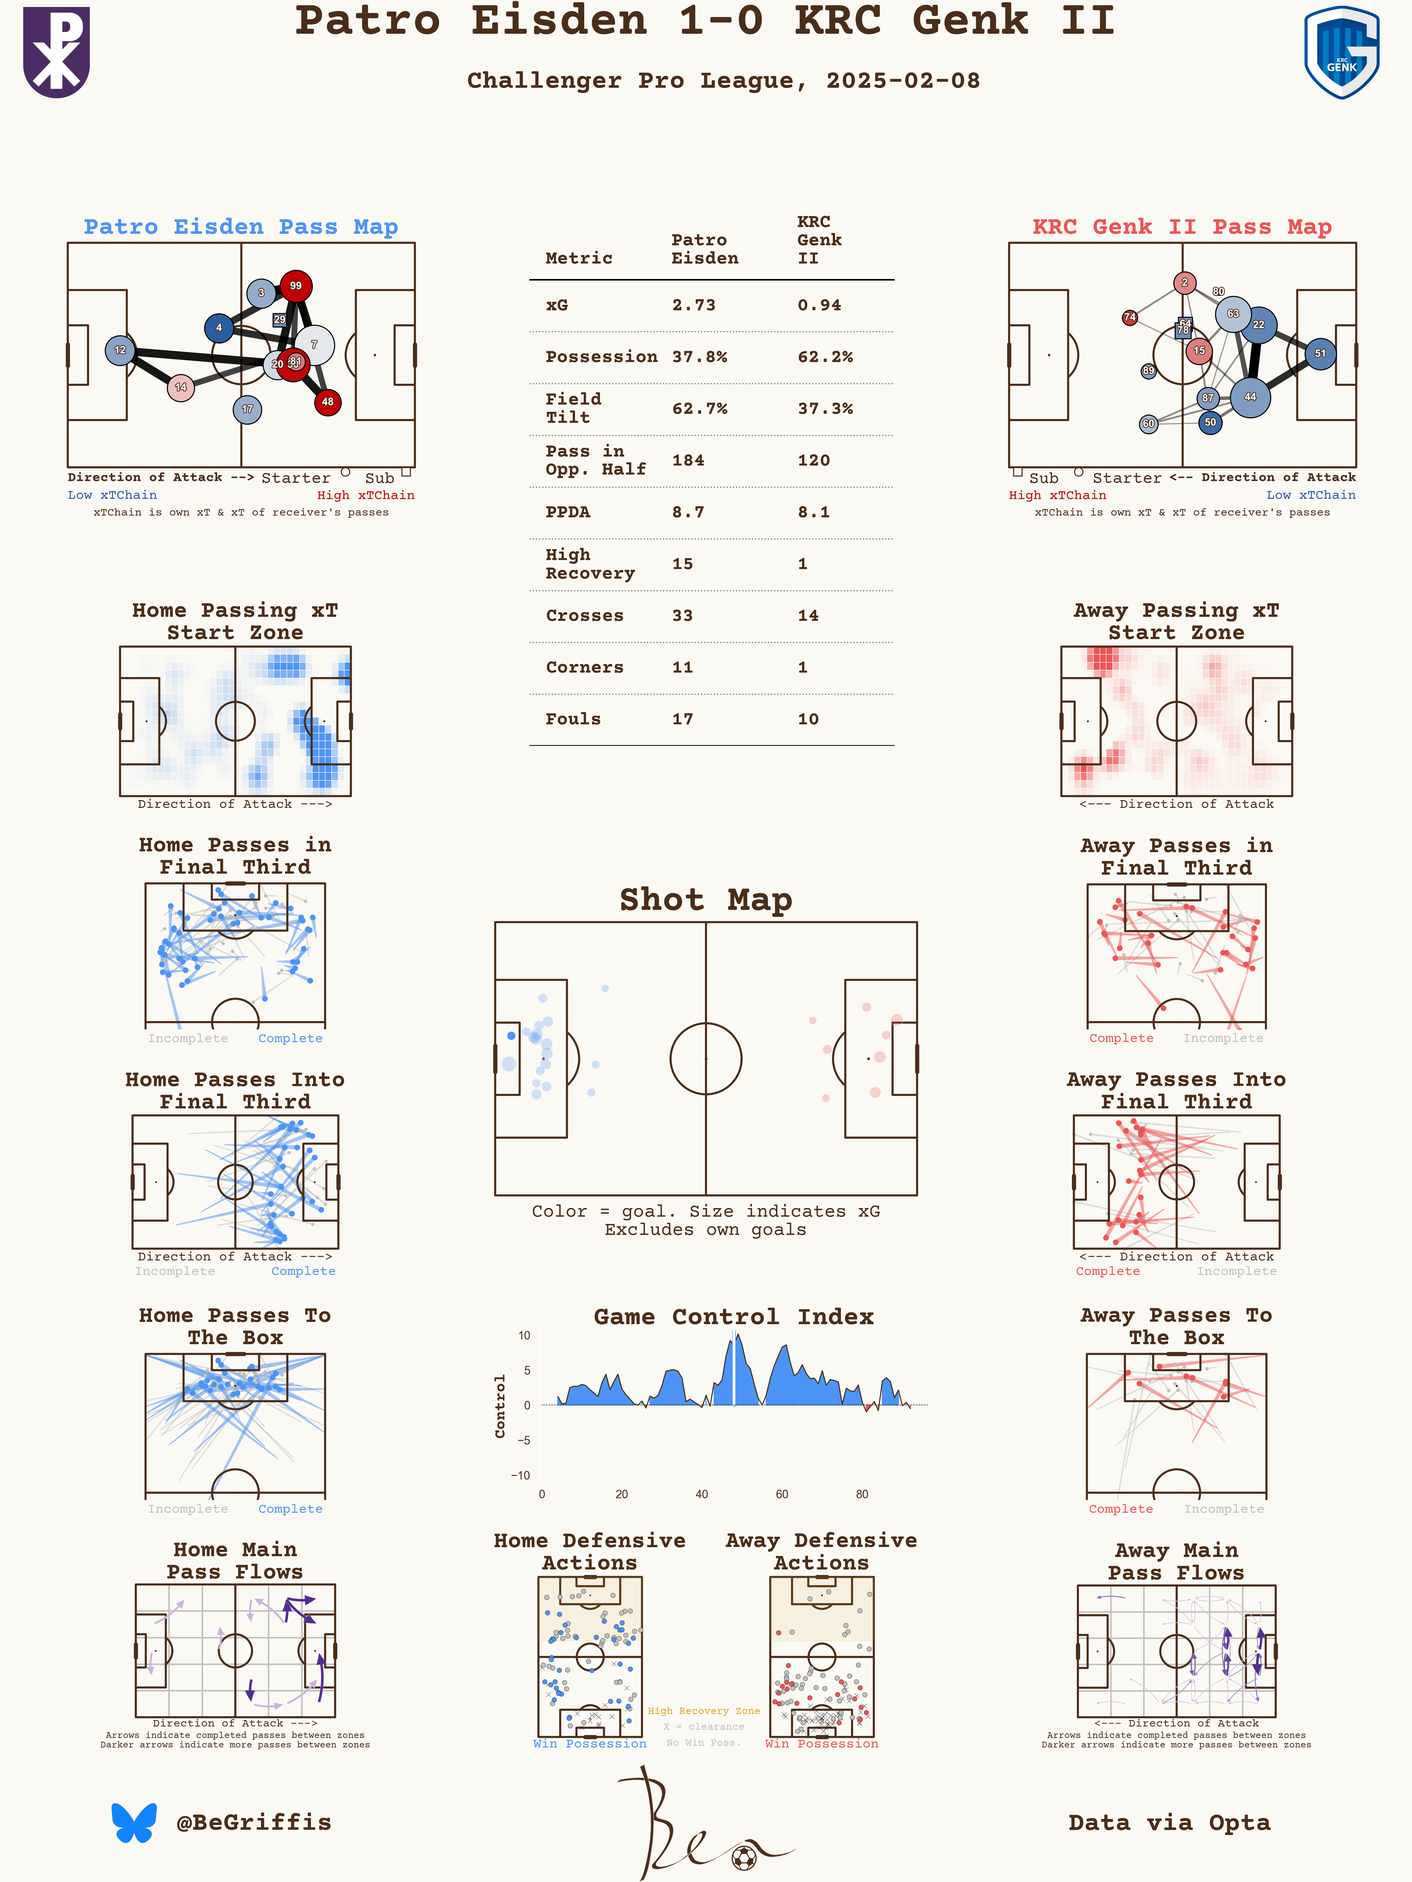 Patro Eisden 1-0 KRC Genk II
Challenger Pro League, 2025-02-08
KRC
GENK
Patro Eisden Pass Map
3
99
29
4
7
12
20
81
14
48
17
Direction of Attack --> Starter Sub
Low xTChain High xTChain
xTChain is own xT & xT of receiver's passes
Metric Patro Eisden KRC Genk II
xG 2.73 0.94
Possession 37.8% 62.2%
Field Tilt 62.7% 37.3%
Pass in Opp. Half 184 120
PPDA 8.7 8.1
High Recovery 15 1
Crosses 33 14
Corners 11 1
Fouls 17 10
KRC Genk II Pass Map
2
80
74
63
22
64
78
15
51
89
87
44
60
50
Sub Starter <-- Direction of Attack
High xTChain Low xTChain
xTChain is own xT & xT of receiver's passes
Home Passing xT
Start Zone
Direction of Attack --->
Away Passing xT
Start Zone
<--- Direction of Attack
Home Passes in
Final Third
Incomplete Complete
Away Passes in
Final Third
Complete Incomplete
Shot Map
Color = goal. Size indicates xG
Excludes own goals
Home Passes Into
Final Third
Direction of Attack --->
Incomplete Complete
Away Passes Into
Final Third
<--- Direction of Attack
Complete Incomplete
Home Passes To
The Box
Incomplete Complete
Game Control Index
Control
10
5
0
−5
−10
0 20 40 60 80
Away Passes To
The Box
Complete Incomplete
Home Main
Pass Flows
Direction of Attack --->
Arrows indicate completed passes between zones
Darker arrows indicate more passes between zones
Home Defensive
Actions
Win Possession
High Recovery Zone
X = clearance
No Win Poss.
Away Defensive
Actions
Win Possession
Away Main
Pass Flows
<--- Direction of Attack
Arrows indicate completed passes between zones
Darker arrows indicate more passes between zones
@BeGriffis
Ben
Data via Opta